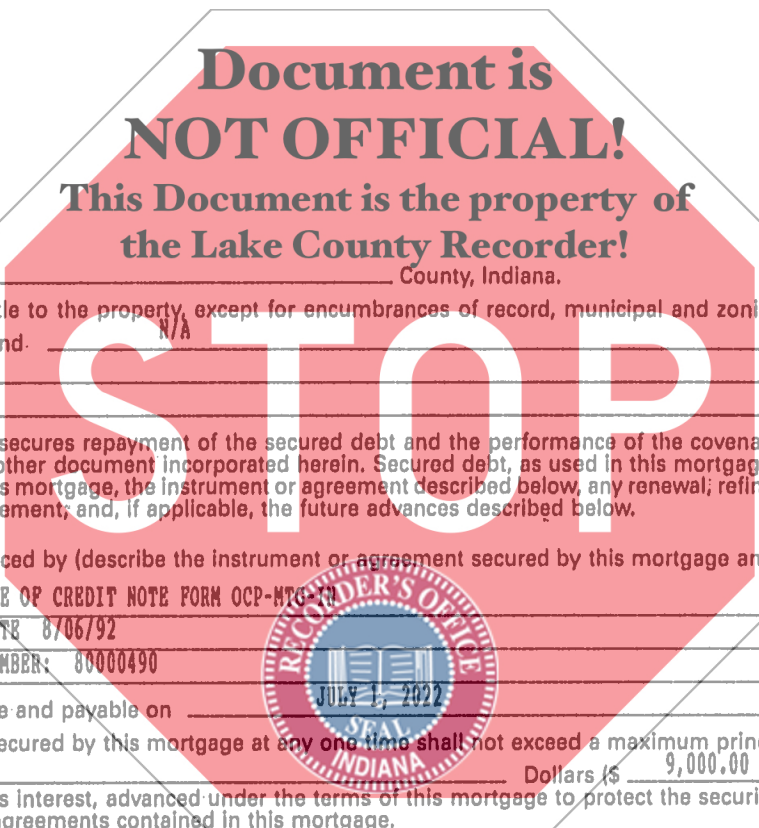 Document is
NOT OFFICIAL!
This Document is the property of
the Lake County Recorder!
County, Indiana.
le to the property, except for encumbrances of record, municipal and zoni
nd. N/A
STOP
secures repayment of the secured debt and the performance of the covena
other document incorporated herein. Secured debt, as used in this mortgag
s mortgage, the instrument or agreement described below, any renewal; refin
ement; and, if applicable, the future advances described below.
ced by (describe the instrument or agreement secured by this mortgage an
E OF CREDIT NOTE FORM OCP-MTG-IN
TE 8/06/92
MBER: 80000490
RECORDER'S OFFICE
SEAL
INDIANA
e and payable on JULY 1, 2022
ecured by this mortgage at any one time shall not exceed a maximum princ
Dollars ($ 9,000.00
s interest, advanced under the terms of this mortgage to protect the securi
agreements contained in this mortgage.